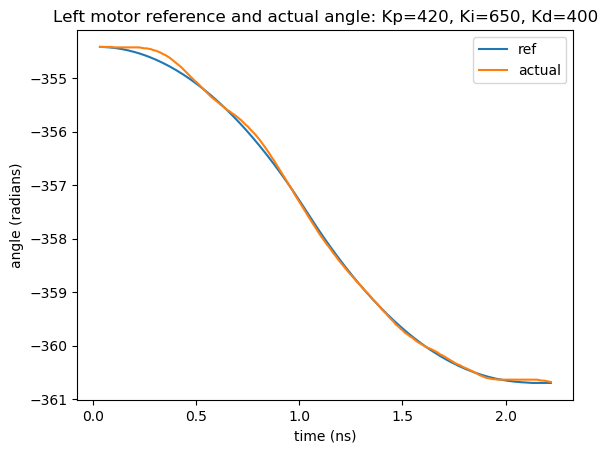 Left motor reference and actual angle: Kp=420, Ki=650, Kd=400
ref
actual
angle (radians)
−355
−356
−357
−358
−359
−360
−361
0.0 0.5 1.0 1.5 2.0
time (ns)